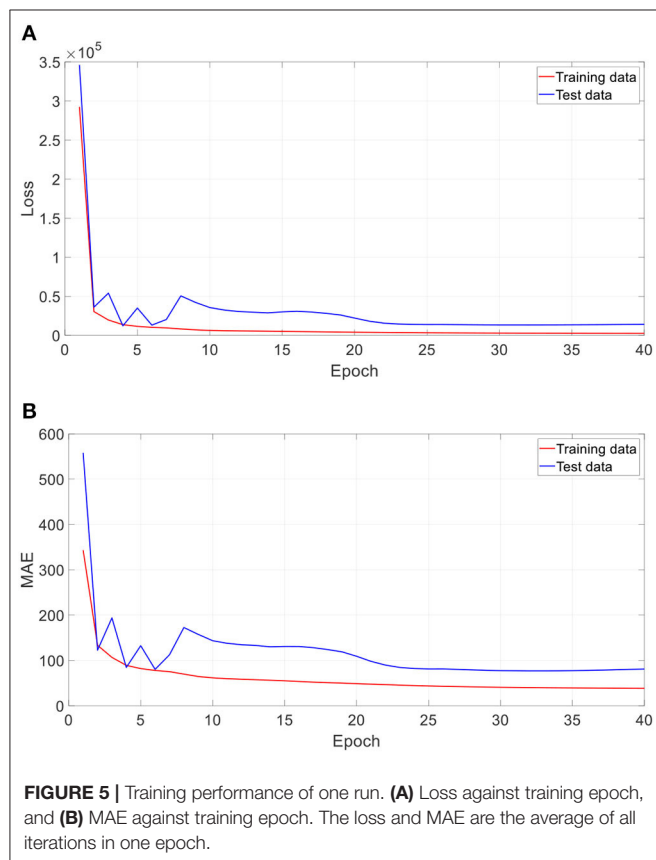 A
×10^5
3.5
3
2.5
2
1.5
1
0.5
0
Loss
Training data
Test data
0 5 10 15 20 25 30 35 40
Epoch
B
600
500
400
300
200
100
0
MAE
Training data
Test data
0 5 10 15 20 25 30 35 40
Epoch
FIGURE 5 | Training performance of one run. (A) Loss against training epoch,
and (B) MAE against training epoch. The loss and MAE are the average of all
iterations in one epoch.